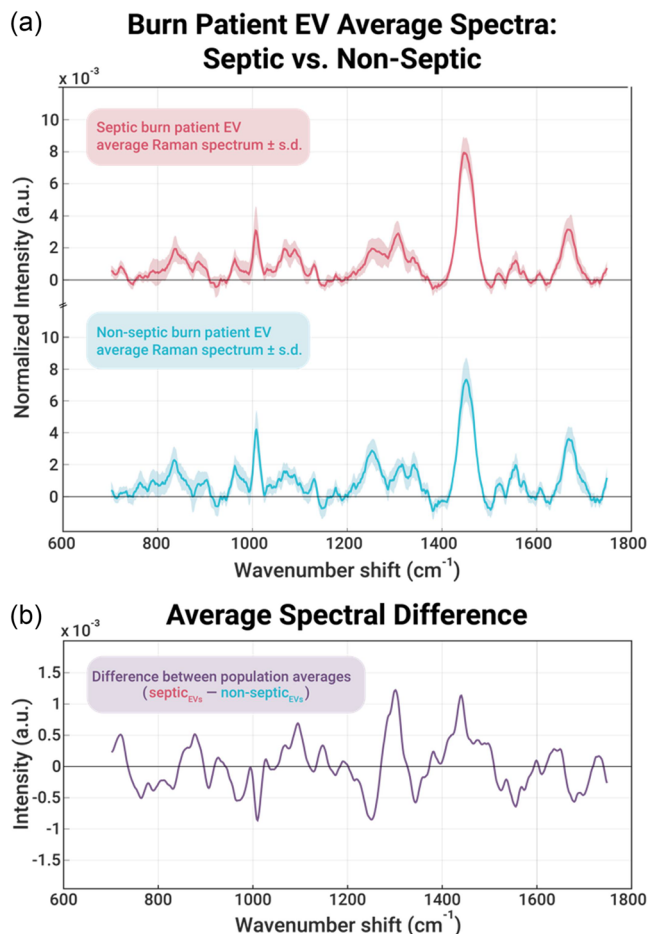 (a)
Burn Patient EV Average Spectra:
Septic vs. Non-Septic
x 10⁻³
Normalized Intensity (a.u.)
10
8
6
4
2
0
Septic burn patient EV
average Raman spectrum ± s.d.
10
8
6
4
2
0
Non-septic burn patient EV
average Raman spectrum ± s.d.
600 800 1000 1200 1400 1600 1800
Wavenumber shift (cm⁻¹)
(b)
Average Spectral Difference
x 10⁻³
Intensity (a.u.)
1.5
1
0.5
0
-0.5
-1
-1.5
Difference between population averages
(septic_EVs − non-septic_EVs)
600 800 1000 1200 1400 1600 1800
Wavenumber shift (cm⁻¹)